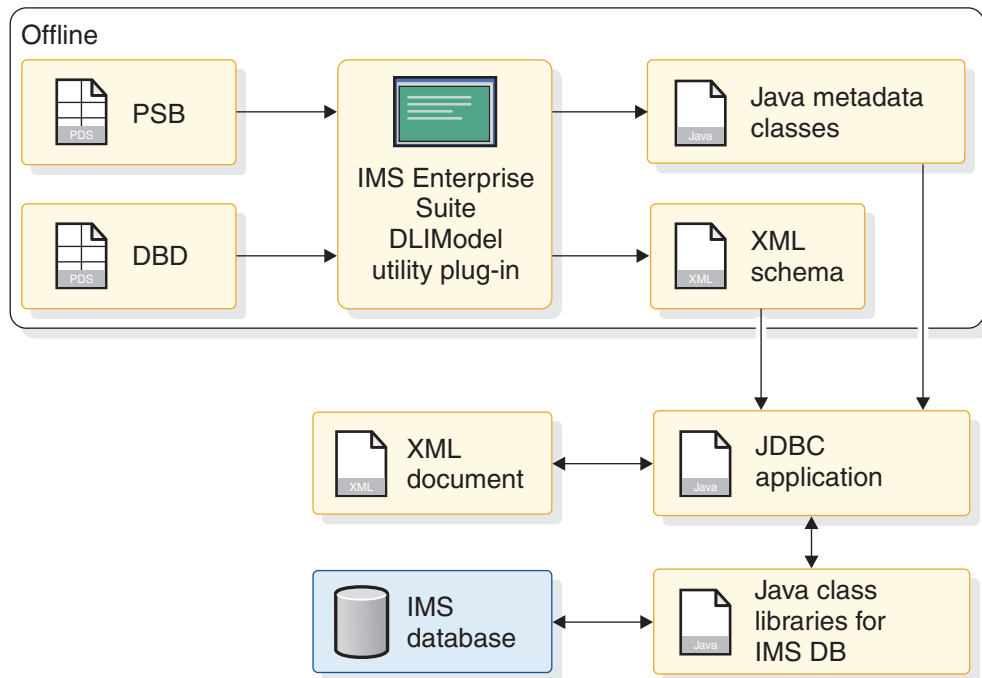 Offline
PSB
PDS
IMS Enterprise
Suite
DLIModel
utility plug-in
Java metadata
classes
Java
DBD
PDS
XML
schema
XML
XML
document
XML
JDBC
application
Java
IMS
database
Java class
libraries for
IMS DB
Java